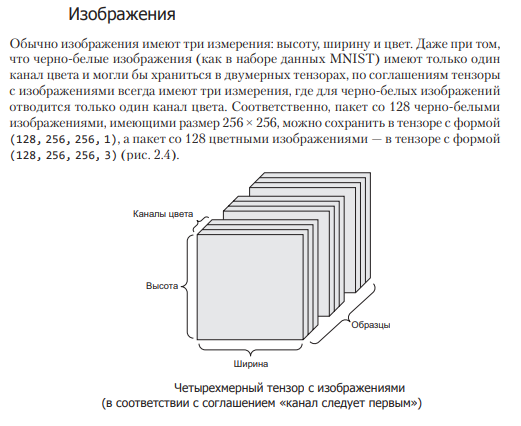 Изображения
Обычно изображения имеют три измерения: высоту, ширину и цвет. Даже при том,
что черно-белые изображения (как в наборе данных MNIST) имеют только один
канал цвета и могли бы храниться в двумерных тензорах, по соглашениям тензоры
с изображениями всегда имеют три измерения, где для черно-белых изображений
отводится только один канал цвета. Соответственно, пакет со 128 черно-белыми
изображениями, имеющими размер 256 × 256, можно сохранить в тензоре с формой
(128, 256, 256, 1), а пакет со 128 цветными изображениями — в тензоре с формой
(128, 256, 256, 3) (рис. 2.4).
Каналы цвета
Высота
Образцы
Ширина
Четырехмерный тензор с изображениями
(в соответствии с соглашением «канал следует первым»)